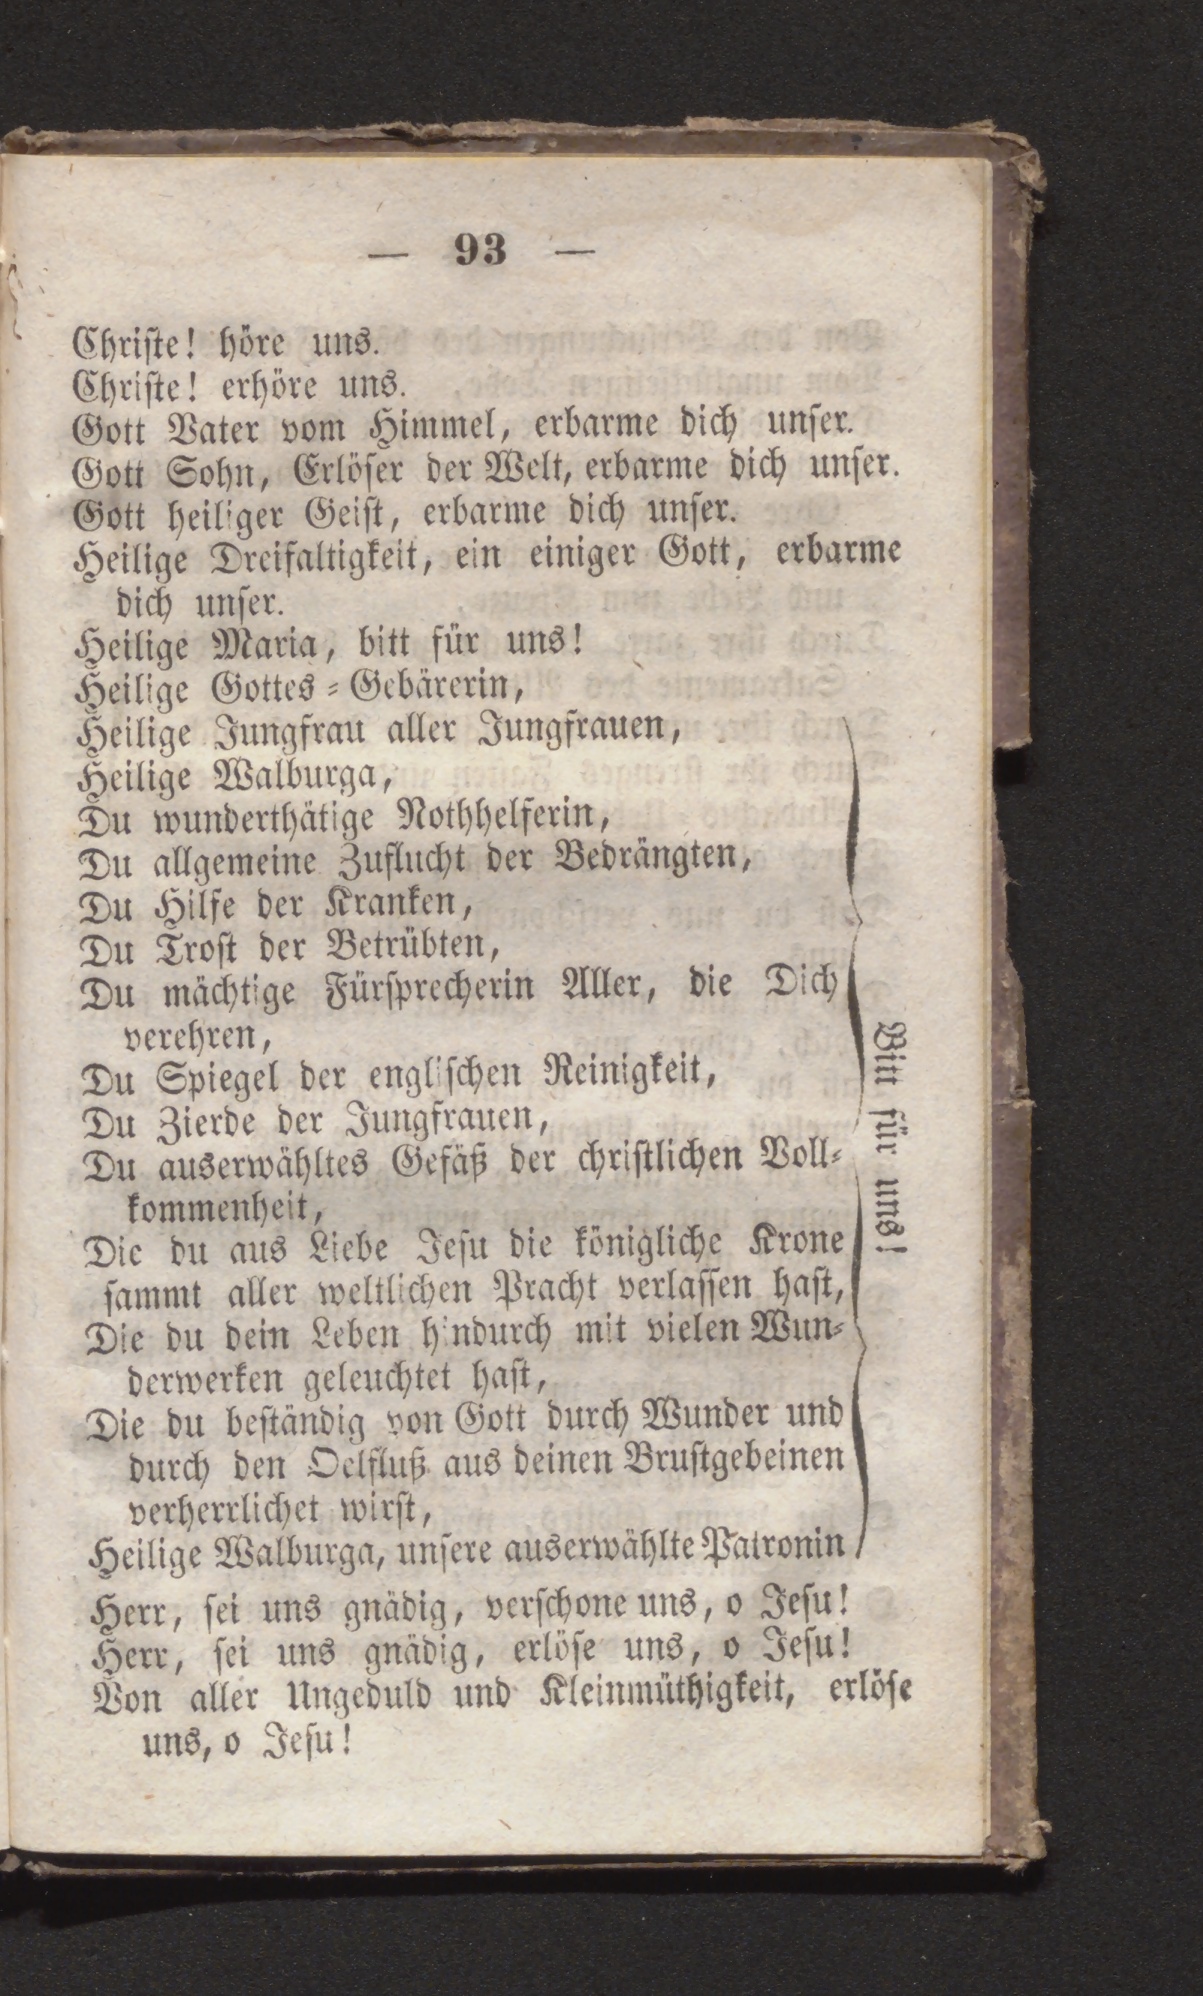 — 93 —
Christe! höre uns.
Christe! erhöre uns.
Gott Vater vom Himmel, erbarme dich unser.
Gott Sohn, Erlöser der Welt, erbarme dich unser.
Gott heiliger Geist, erbarme dich unser.
Heilige Dreifaltigkeit, ein einiger Gott, erbarme
dich unser.
Heilige Maria, bitt für uns!
Heilige Gottes-Gebärerin,
Heilige Jungfrau aller Jungfrauen,
Heilige Walburga,
Du wunderthätige Nothhelferin,
Du allgemeine Zuflucht der Bedrängten,
Du Hilfe der Kranken,
Du Trost der Betrübten,
Du mächtige Fürsprecherin Aller, die Dich
verehren,
Du Spiegel der englischen Reinigkeit,
Du Zierde der Jungfrauen,
Du auserwähltes Gefäß der christlichen Voll-
kommenheit,
Die du aus Liebe Jesu die königliche Krone
sammt aller weltlichen Pracht verlassen hast,
Die du dein Leben hindurch mit vielen Wun-
derwerken geleuchtet hast,
Die du beständig von Gott durch Wunder und
durch den Oelfluß aus deinen Brustgebeinen
verherrlichet wirst,
Heilige Walburga, unsere auserwählte Patronin
Bitt für uns!
Herr, sei uns gnädig, verschone uns, o Jesu!
Herr, sei uns gnädig, erlöse uns, o Jesu!
Von aller Ungeduld und Kleinmüthigkeit, erlöse
uns, o Jesu!